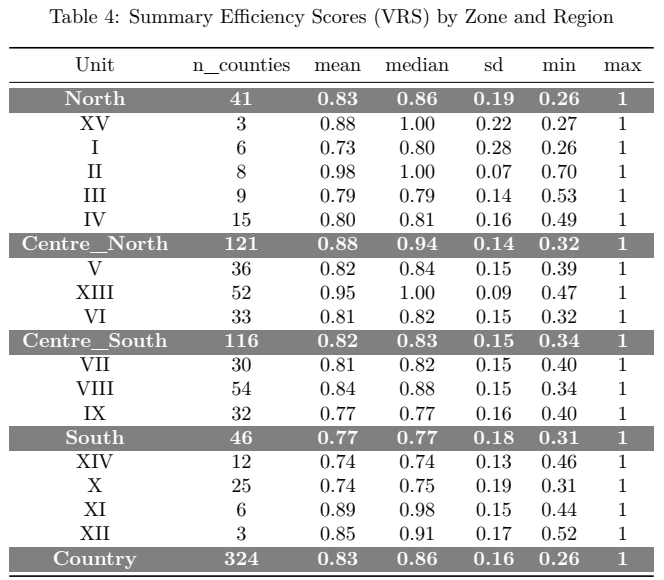 Table 4: Summary Efficiency Scores (VRS) by Zone and Region
Unit n_counties mean median sd min max
North 41 0.83 0.86 0.19 0.26 1
XV 3 0.88 1.00 0.22 0.27 1
I 6 0.73 0.80 0.28 0.26 1
II 8 0.98 1.00 0.07 0.70 1
III 9 0.79 0.79 0.14 0.53 1
IV 15 0.80 0.81 0.16 0.49 1
Centre_North 121 0.88 0.94 0.14 0.32 1
V 36 0.82 0.84 0.15 0.39 1
XIII 52 0.95 1.00 0.09 0.47 1
VI 33 0.81 0.82 0.15 0.32 1
Centre_South 116 0.82 0.83 0.15 0.34 1
VII 30 0.81 0.82 0.15 0.40 1
VIII 54 0.84 0.88 0.15 0.34 1
IX 32 0.77 0.77 0.16 0.40 1
South 46 0.77 0.77 0.18 0.31 1
XIV 12 0.74 0.74 0.13 0.46 1
X 25 0.74 0.75 0.19 0.31 1
XI 6 0.89 0.98 0.15 0.44 1
XII 3 0.85 0.91 0.17 0.52 1
Country 324 0.83 0.86 0.16 0.26 1